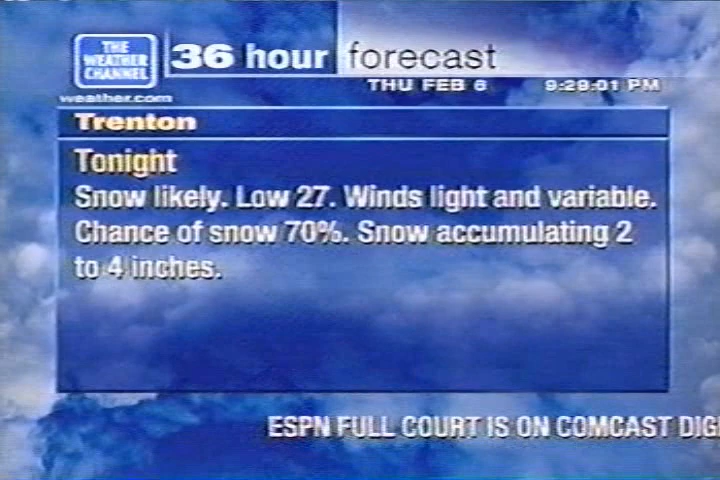 THE
WEATHER
CHANNEL
36 hour forecast
THU FEB 6 9:29:01 PM
weather.com
Trenton
Tonight
Snow likely. Low 27. Winds light and variable.
Chance of snow 70%. Snow accumulating 2
to 4 inches.
ESPN FULL COURT IS ON COMCAST DIGI